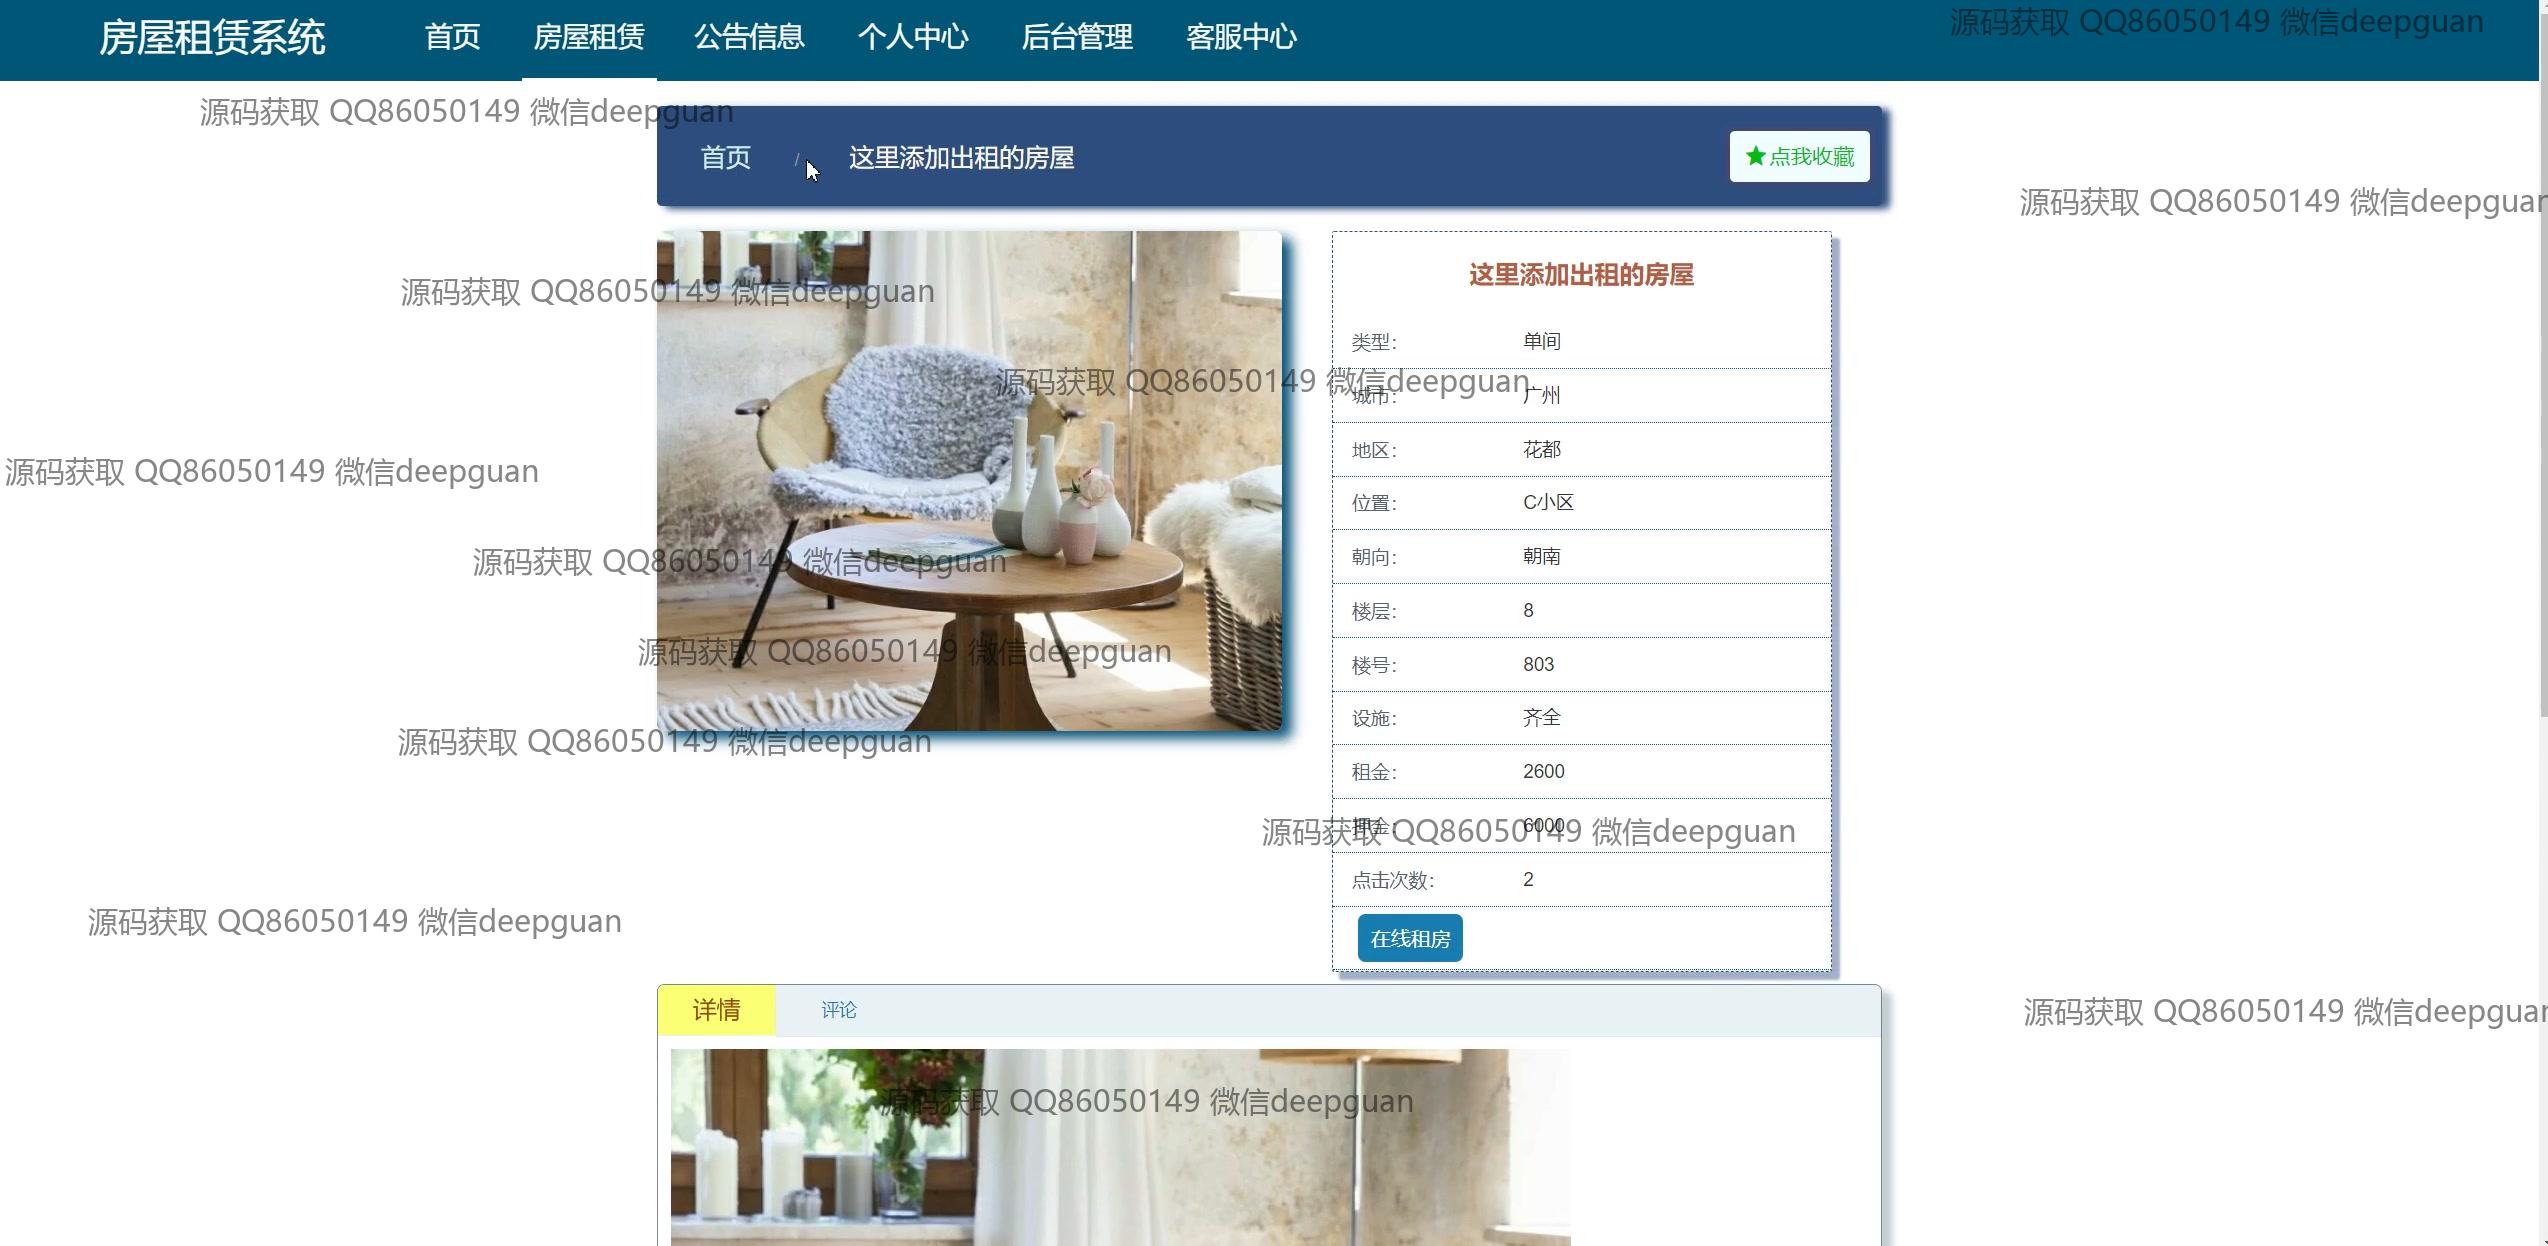 房屋租赁系统 首页 房屋租赁 公告信息 个人中心 后台管理 客服中心
源码获取 QQ86050149 微信deepguan
源码获取 QQ86050149 微信deepguan
首页 / 这里添加出租的房屋
★点我收藏
源码获取 QQ86050149 微信deepguan
源码获取 QQ86050149 微信deepguan
这里添加出租的房屋
类型： 单间
源码获取 QQ86050149 微信deepguan
城市： 广州
地区： 花都
源码获取 QQ86050149 微信deepguan
位置： C小区
朝向： 朝南
源码获取 QQ86050149 微信deepguan
楼层： 8
源码获取 QQ86050149 微信deepguan
楼号： 803
设施： 齐全
源码获取 QQ86050149 微信deepguan
租金： 2600
押金： 6000
源码获取 QQ86050149 微信deepguan
点击次数： 2
源码获取 QQ86050149 微信deepguan
在线租房
详情 评论
源码获取 QQ86050149 微信deepguan
源码获取 QQ86050149 微信deepguan